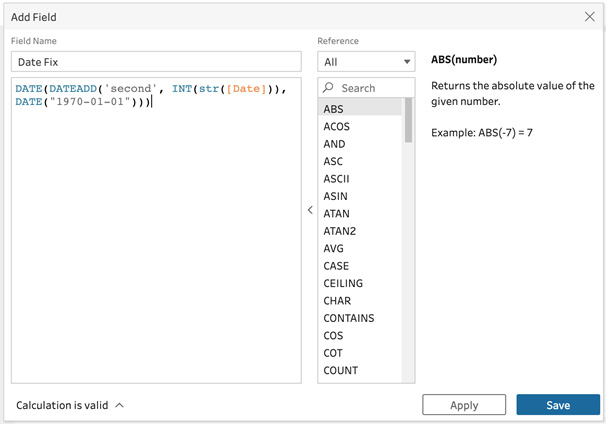 Add Field
Field Name
Date Fix
DATE(DATEADD('second', INT(str([Date])),
DATE("1970-01-01")))
Reference
All
Search
ABS
ACOS
AND
ASC
ASCII
ASIN
ATAN
ATAN2
AVG
CASE
CEILING
CHAR
CONTAINS
COS
COT
COUNT
ABS(number)
Returns the absolute value of the
given number.
Example: ABS(-7) = 7
Calculation is valid
Apply
Save